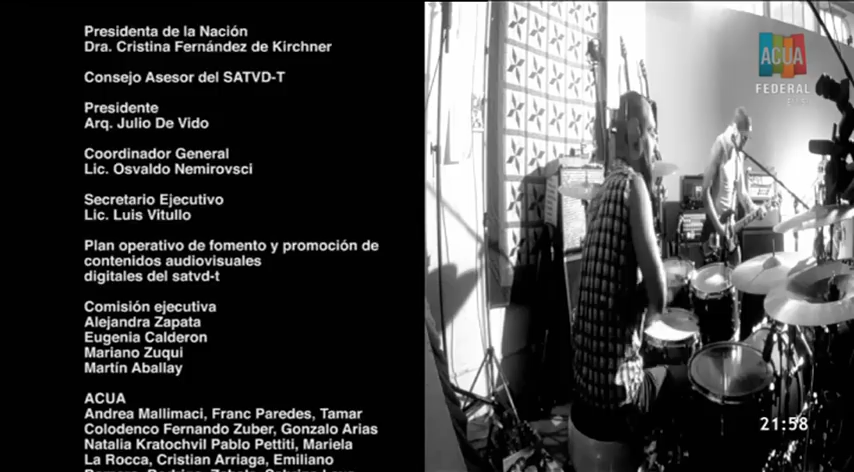 Presidenta de la Nación
Dra. Cristina Fernández de Kirchner
Consejo Asesor del SATVD-T
Presidente
Arq. Julio De Vido
Coordinador General
Lic. Osvaldo Nemirovsci
Secretario Ejecutivo
Lic. Luis Vitullo
Plan operativo de fomento y promoción de
contenidos audiovisuales
digitales del satvd-t
Comisión ejecutiva
Alejandra Zapata
Eugenia Calderon
Mariano Zuqui
Martín Aballay
ACUA
Andrea Mallimaci, Franc Paredes, Tamar
Colodenco Fernando Zuber, Gonzalo Arias
Natalia Kratochvil Pablo Pettiti, Mariela
La Rocca, Cristian Arriaga, Emiliano
ACUA
FEDERAL
21:58